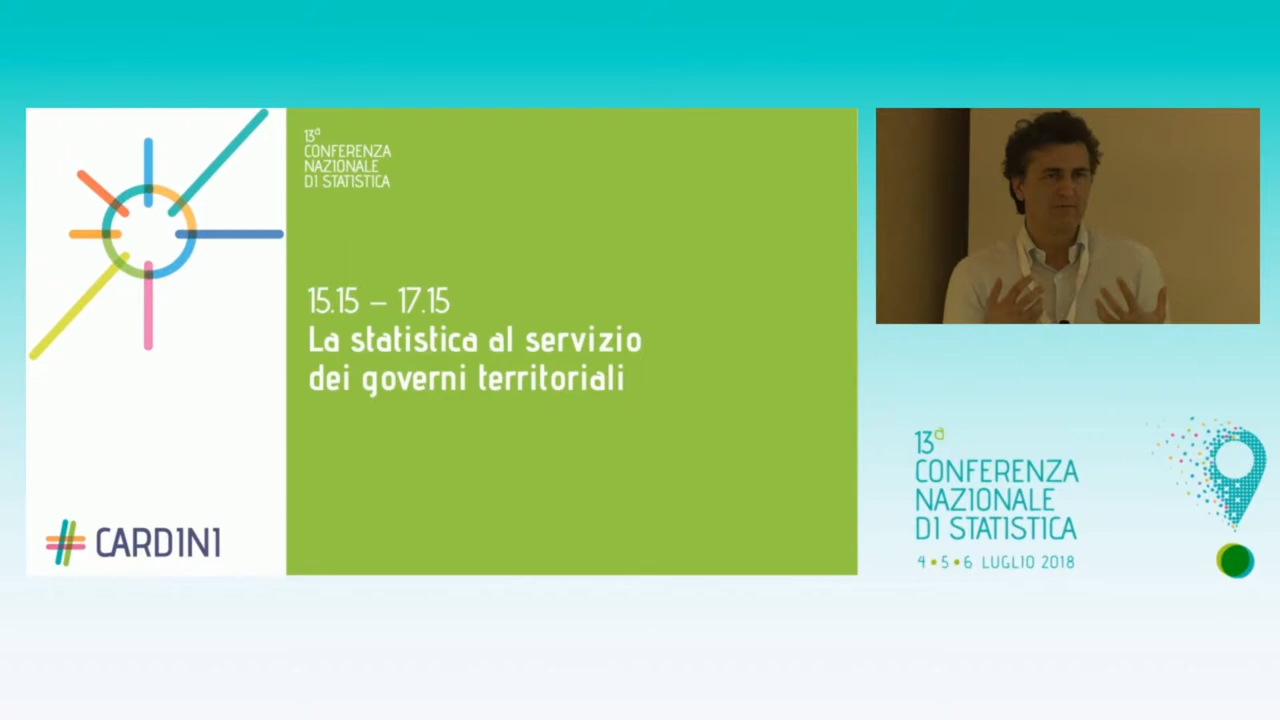 13ª
CONFERENZA
NAZIONALE
DI STATISTICA
15.15 – 17.15
La statistica al servizio
dei governi territoriali
# CARDINI
13ª
CONFERENZA
NAZIONALE
DI STATISTICA
4 • 5 • 6 LUGLIO 2018